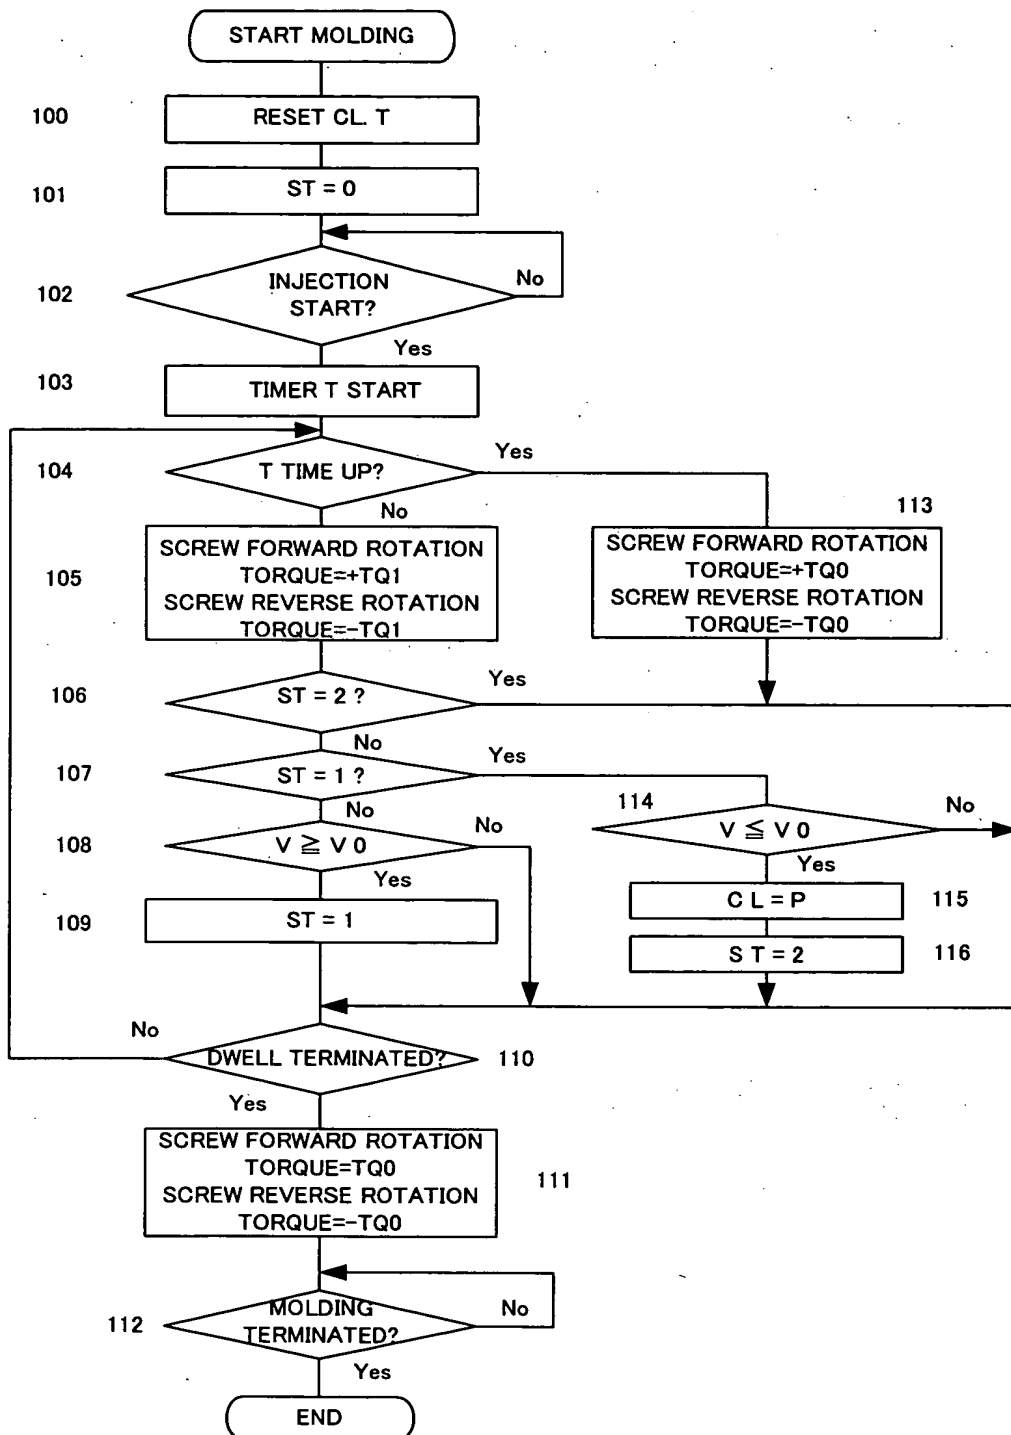 START MOLDING
100
RESET CL. T
101
ST = 0
102
INJECTION
START?
No
Yes
103
TIMER T START
104
T TIME UP?
Yes
No
105
SCREW FORWARD ROTATION
TORQUE=+TQ1
SCREW REVERSE ROTATION
TORQUE=-TQ1
113
SCREW FORWARD ROTATION
TORQUE=+TQ0
SCREW REVERSE ROTATION
TORQUE=-TQ0
106
ST = 2 ?
Yes
No
107
ST = 1 ?
Yes
No
108
V ≧ V 0
No
Yes
114
V ≦ V 0
No
Yes
109
ST = 1
C L = P
115
S T = 2
116
No
DWELL TERMINATED?
110
Yes
SCREW FORWARD ROTATION
TORQUE=TQ0
SCREW REVERSE ROTATION
TORQUE=-TQ0
111
112
MOLDING
TERMINATED?
No
Yes
END